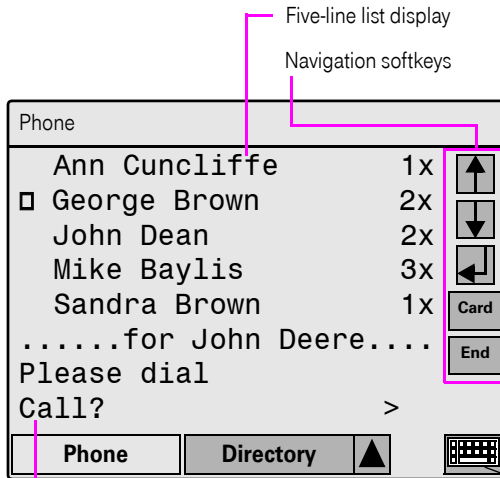 Five-line list display
Navigation softkeys
Phone
Ann Cuncliffe 1x
George Brown 2x
John Dean 2x
Mike Baylis 3x
Sandra Brown 1x
Card
......for John Deere....
End
Please dial
Call? >
Phone Directory